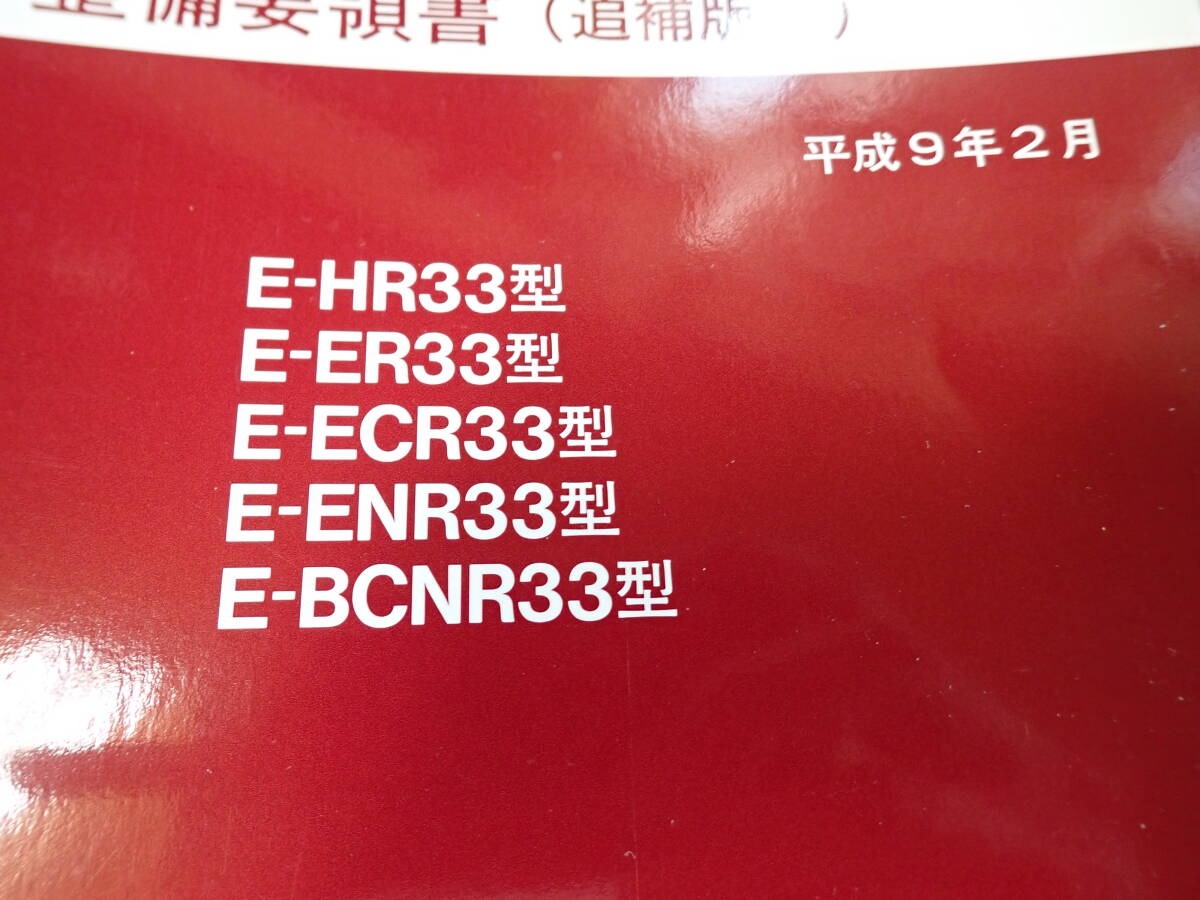 整備要領書（追補版 ）
平成9年2月
E-HR33型
E-ER33型
E-ECR33型
E-ENR33型
E-BCNR33型